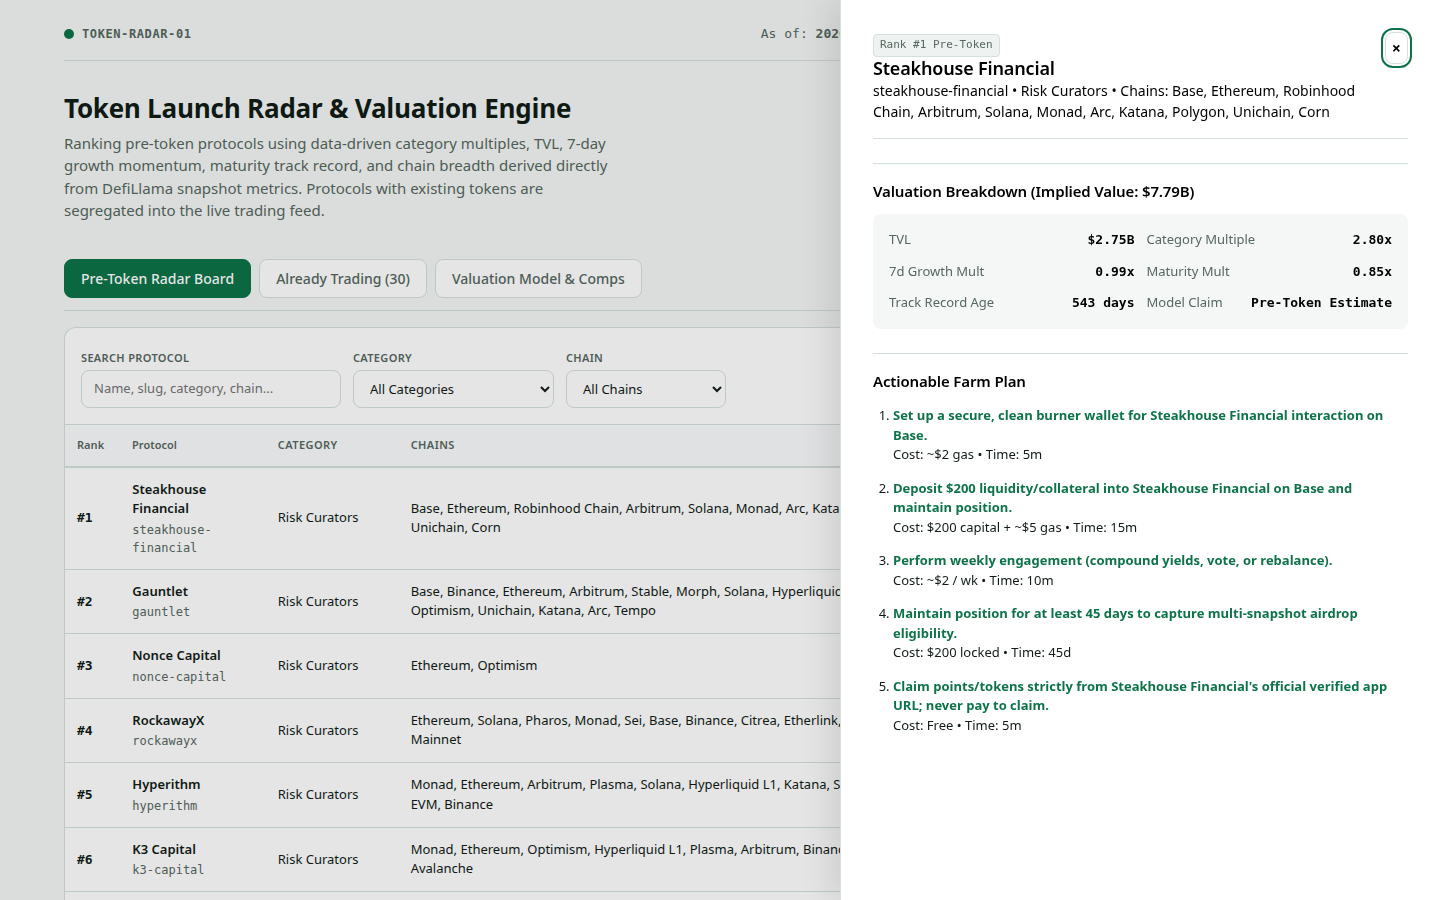 TOKEN-RADAR-01
As of: 202
Token Launch Radar & Valuation Engine
Ranking pre-token protocols using data-driven category multiples, TVL, 7-day
growth momentum, maturity track record, and chain breadth derived directly
from DefiLlama snapshot metrics. Protocols with existing tokens are
segregated into the live trading feed.
Pre-Token Radar Board
Already Trading (30)
Valuation Model & Comps
SEARCH PROTOCOL
CATEGORY
CHAIN
Name, slug, category, chain...
All Categories
All Chains
Rank Protocol CATEGORY CHAINS
#1
Steakhouse
Financial
steakhouse-
financial
Risk Curators
Base, Ethereum, Robinhood Chain, Arbitrum, Solana, Monad, Arc, Kata
Unichain, Corn
#2
Gauntlet
gauntlet
Risk Curators
Base, Binance, Ethereum, Arbitrum, Stable, Morph, Solana, Hyperliquid
Optimism, Unichain, Katana, Arc, Tempo
#3
Nonce Capital
nonce-capital
Risk Curators
Ethereum, Optimism
#4
RockawayX
rockawayx
Risk Curators
Ethereum, Solana, Pharos, Monad, Sei, Base, Binance, Citrea, Etherlink,
Mainnet
#5
Hyperithm
hyperithm
Risk Curators
Monad, Ethereum, Arbitrum, Plasma, Solana, Hyperliquid L1, Katana, S
EVM, Binance
#6
K3 Capital
k3-capital
Risk Curators
Monad, Ethereum, Optimism, Hyperliquid L1, Plasma, Arbitrum, Binan
Avalanche
Rank #1 Pre-Token
×
Steakhouse Financial
steakhouse-financial • Risk Curators • Chains: Base, Ethereum, Robinhood
Chain, Arbitrum, Solana, Monad, Arc, Katana, Polygon, Unichain, Corn
Valuation Breakdown (Implied Value: $7.79B)
TVL $2.75B Category Multiple 2.80x
7d Growth Mult 0.99x Maturity Mult 0.85x
Track Record Age 543 days Model Claim Pre-Token Estimate
Actionable Farm Plan
1. Set up a secure, clean burner wallet for Steakhouse Financial interaction on
Base.
Cost: ~$2 gas • Time: 5m
2. Deposit $200 liquidity/collateral into Steakhouse Financial on Base and
maintain position.
Cost: $200 capital + ~$5 gas • Time: 15m
3. Perform weekly engagement (compound yields, vote, or rebalance).
Cost: ~$2 / wk • Time: 10m
4. Maintain position for at least 45 days to capture multi-snapshot airdrop
eligibility.
Cost: $200 locked • Time: 45d
5. Claim points/tokens strictly from Steakhouse Financial's official verified app
URL; never pay to claim.
Cost: Free • Time: 5m